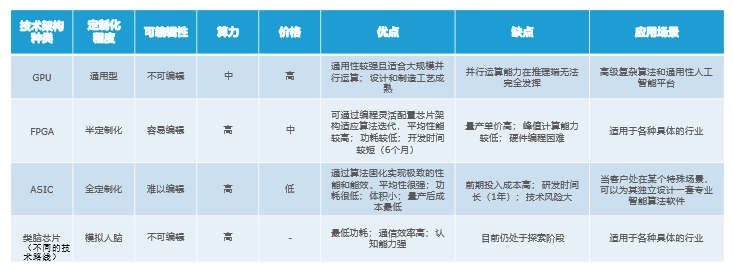 技术架构
种类
定制化
程度
可编辑性
算力
价格
优点
缺点
应用场景
GPU
通用型
不可编辑
中
高
通用性较强且适合大规模并
行运算；设计和制造工艺成
熟
并行运算能力在推理端无法
完全发挥
高级复杂算法和通用性人工
智能平台
FPGA
半定制化
容易编辑
高
中
可通过编程灵活配置芯片架
构适应算法迭代，平均性能
较高；功耗较低；开发时间
较短（6个月）
量产单价高；峰值计算能力
较低；硬件编程困难
适用于各种具体的行业
ASIC
全定制化
难以编辑
高
低
通过算法固化实现极致的性
能和能效、平均性很强；功
耗很低；体积小；量产后成
本最低
前期投入成本高；研发时间
长（1年）；技术风险大
当客户处在某个特殊场景，
可以为其独立设计一套专业
智能算法软件
类脑芯片
（不同的技
术路线）
模拟人脑
不可编辑
高
-
最低功耗；通信效率高；认
知能力强
目前仍处于探索阶段
适用于各种具体的行业